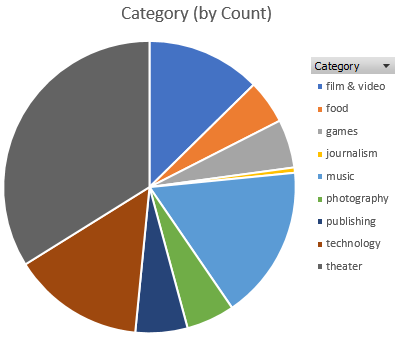 Category (by Count)
Category
film & video
food
games
journalism
music
photography
publishing
technology
theater